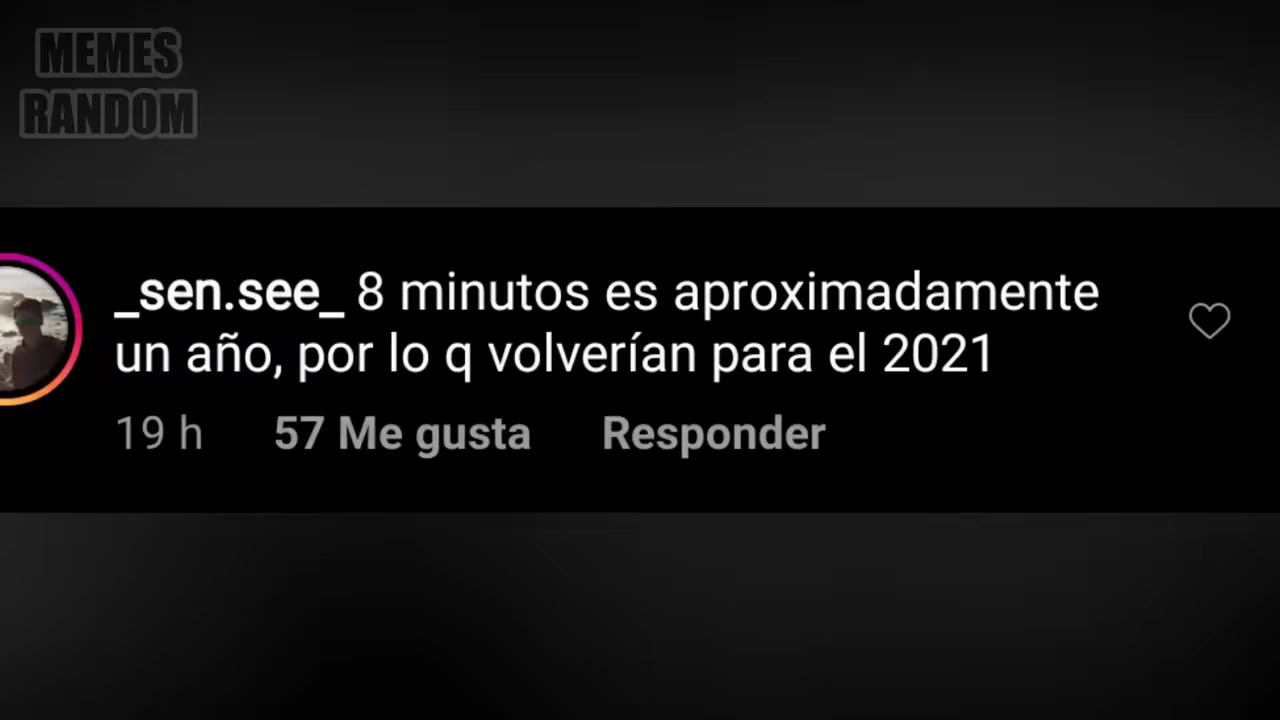 MEMES
RANDOM
_sen.see_ 8 minutos es aproximadamente
un año, por lo q volverían para el 2021
19 h 57 Me gusta Responder